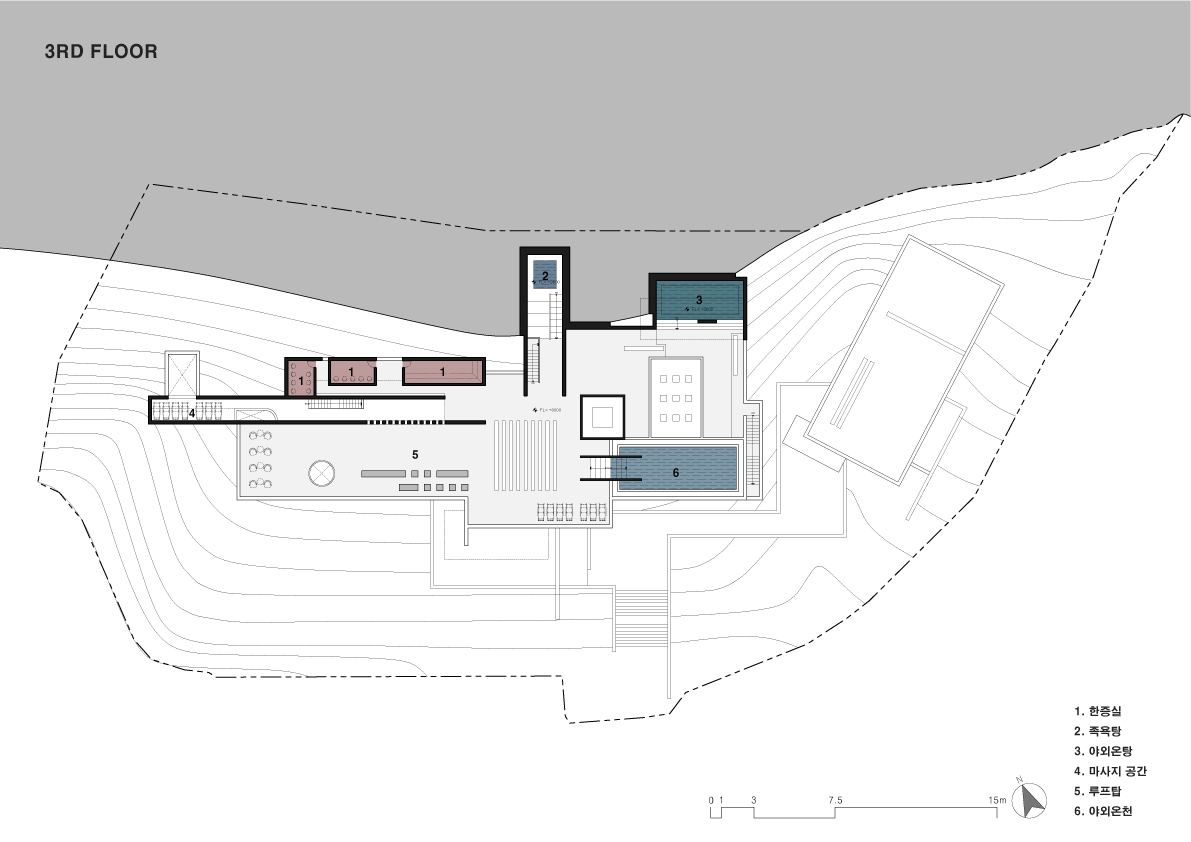 3RD FLOOR
2
3
1
1
1
4
FL= +6000
5
6
1. 한증실
2. 족욕탕
3. 야외온탕
4. 마사지 공간
5. 루프탑
6. 야외온천
N
0 1 3 7.5 15m